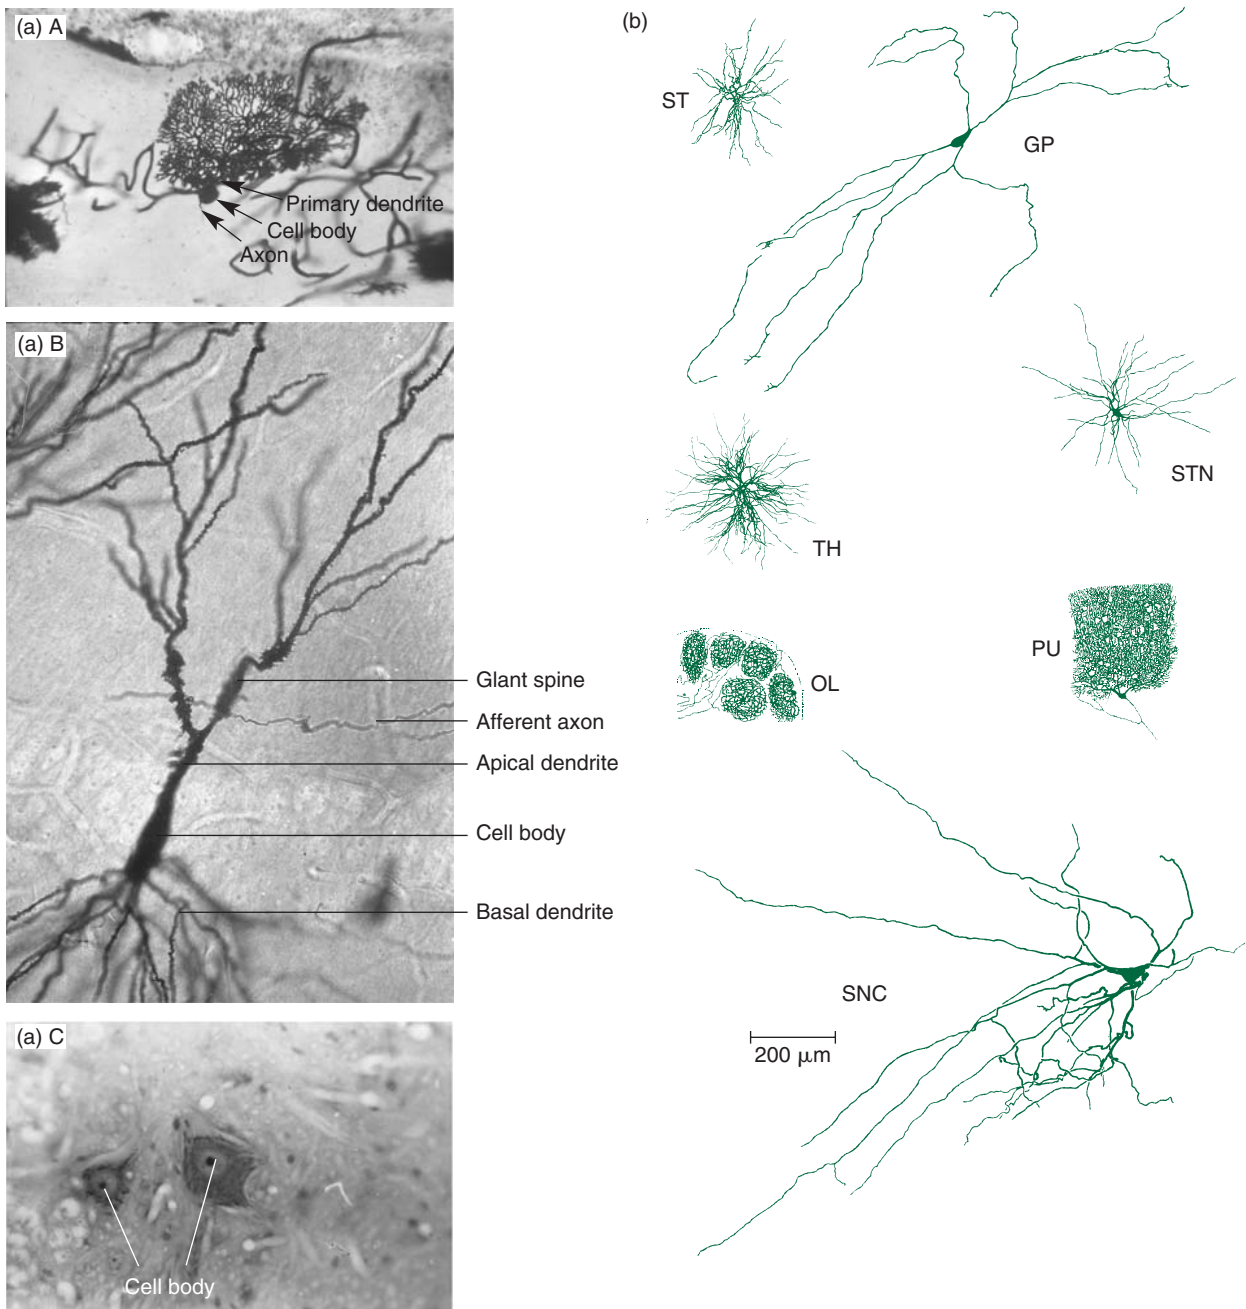 (a) A
Primary dendrite
Cell body
Axon
(a) B
Glant spine
Afferent axon
Apical dendrite
Cell body
Basal dendrite
(a) C
Cell body
(b)
ST
GP
STN
TH
PU
OL
SNC
200 μm